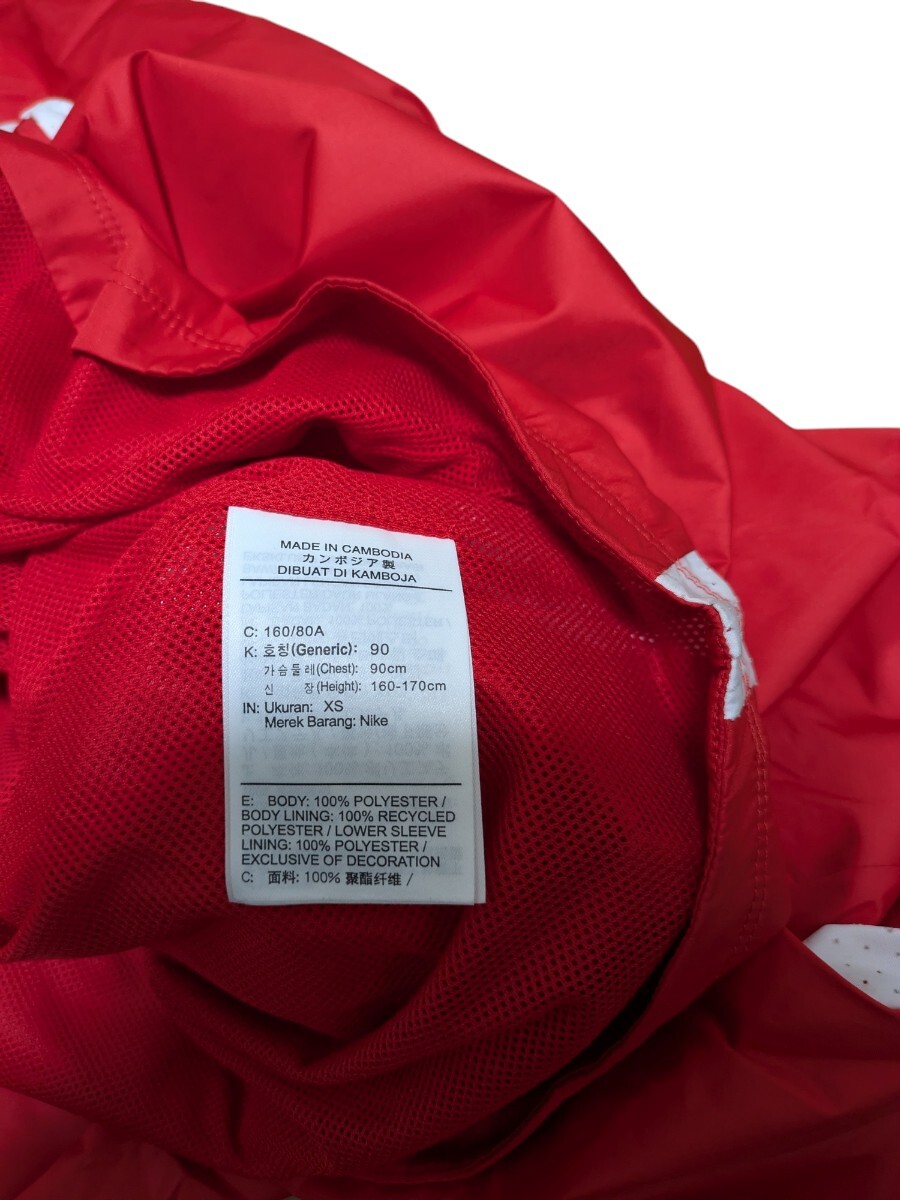 MADE IN CAMBODIA
カンボジア製
DIBUAT DI KAMBOJA
C: 160/80A
K: 호칭(Generic): 90
가슴둘레(Chest): 90cm
신 장(Height): 160-170cm
IN: Ukuran: XS
Merek Barang: Nike
E: BODY: 100% POLYESTER /
BODY LINING: 100% RECYCLED
POLYESTER / LOWER SLEEVE
LINING: 100% POLYESTER /
EXCLUSIVE OF DECORATION
C: 面料: 100% 聚酯纤维 /